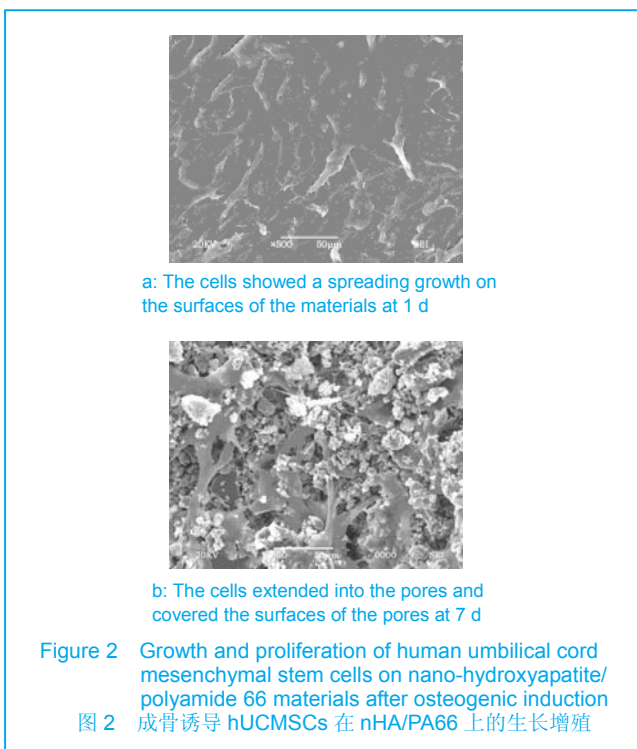 20KV ×500 50μm SEI
a: The cells showed a spreading growth on
the surfaces of the materials at 1 d
20KV
0000
b: The cells extended into the pores and
covered the surfaces of the pores at 7 d
Figure 2 Growth and proliferation of human umbilical cord
mesenchymal stem cells on nano-hydroxyapatite/
polyamide 66 materials after osteogenic induction
图 2 成骨诱导 hUCMSCs 在 nHA/PA66 上的生长增殖